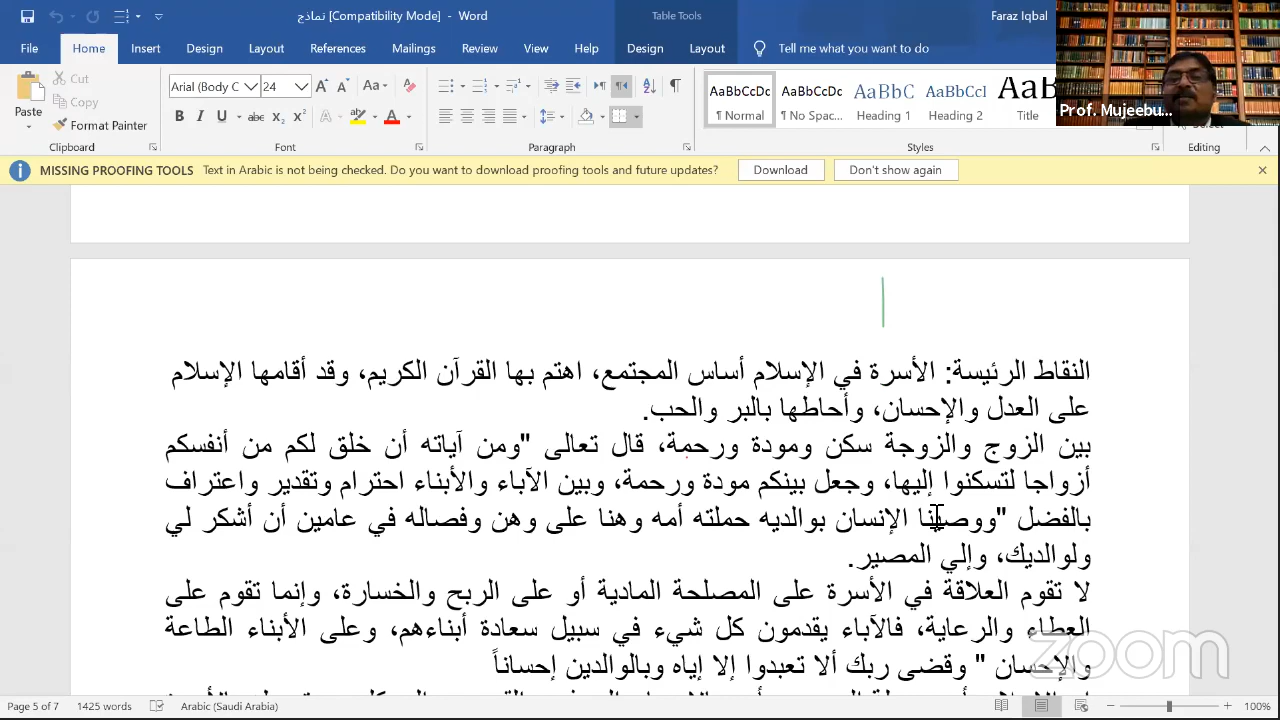 نماذج [Compatibility Mode] - Word
Table Tools
Faraz Iqbal
File Home Insert Design Layout References Mailings Review View Help Design Layout Tell me what you want to do
Prof. Mujeebu...
Paste
Cut
Copy
Format Painter
Arial (Body C 24
AaBbCcDc AaBbCcDc AaBbC AaBbCcI AaB
¶ Normal ¶ No Spac... Heading 1 Heading 2 Title
Clipboard Font Paragraph Styles Editing
MISSING PROOFING TOOLS Text in Arabic is not being checked. Do you want to download proofing tools and future updates? Download Don't show again
النقاط الرئيسة: الأسرة في الإسلام أساس المجتمع، اهتم بها القرآن الكريم، وقد أقامها الإسلام
على العدل والإحسان، وأحاطها بالبر والحب.
بين الزوج والزوجة سكن ومودة ورحمة، قال تعالى "ومن آياته أن خلق لكم من أنفسكم
أزواجا لتسكنوا إليها، وجعل بينكم مودة ورحمة، وبين الآباء والأبناء احترام وتقدير واعتراف
بالفضل "ووصينا الإنسان بوالديه حملته أمه وهنا على وهن وفصاله في عامين أن أشكر لي
ولوالديك، وإلي المصير.
لا تقوم العلاقة في الأسرة على المصلحة المادية أو على الربح والخسارة، وإنما تقوم على
العطاء والرعاية، فالآباء يقدمون كل شيء في سبيل سعادة أبناءهم، وعلى الأبناء الطاعة
والإحسان " وقضى ربك ألا تعبدوا إلا إياه وبالوالدين إحساناً
zoom
Page 5 of 7 1425 words Arabic (Saudi Arabia) 100%